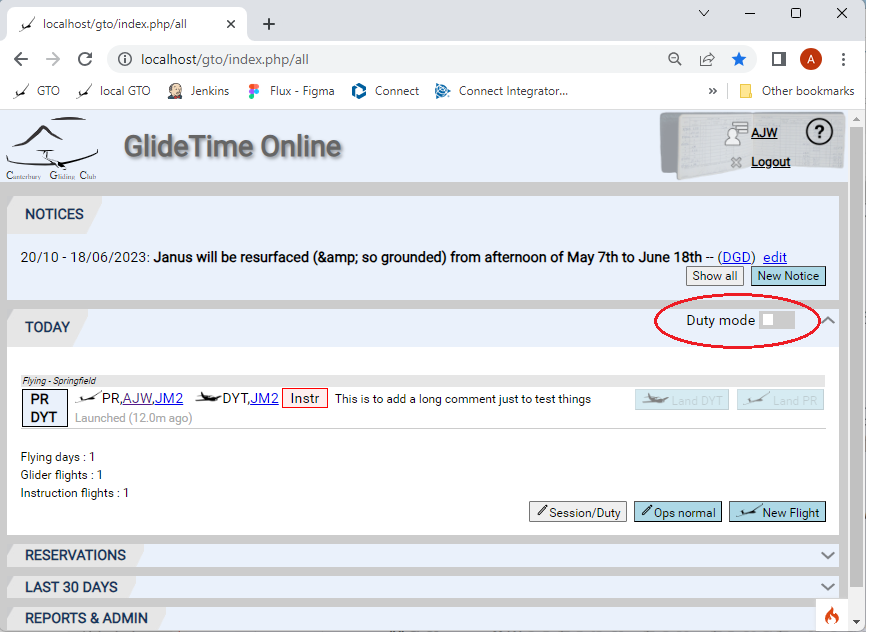 localhost/gto/index.php/all
localhost/gto/index.php/all
A
GTO local GTO Jenkins Flux - Figma Connect Connect Integrator... » Other bookmarks
GlideTime Online
AJW
?
Logout
Canterbury Gliding Club
NOTICES
20/10 - 18/06/2023: Janus will be resurfaced (&amp; so grounded) from afternoon of May 7th to June 18th -- (DGD) edit
Show all New Notice
TODAY
Duty mode
Flying - Springfield
PR PR,AJW,JM2 DYT,JM2 Instr This is to add a long comment just to test things Land DYT Land PR
DYT Launched (12.0m ago)
Flying days : 1
Glider flights : 1
Instruction flights : 1
Session/Duty Ops normal New Flight
RESERVATIONS
LAST 30 DAYS
REPORTS & ADMIN